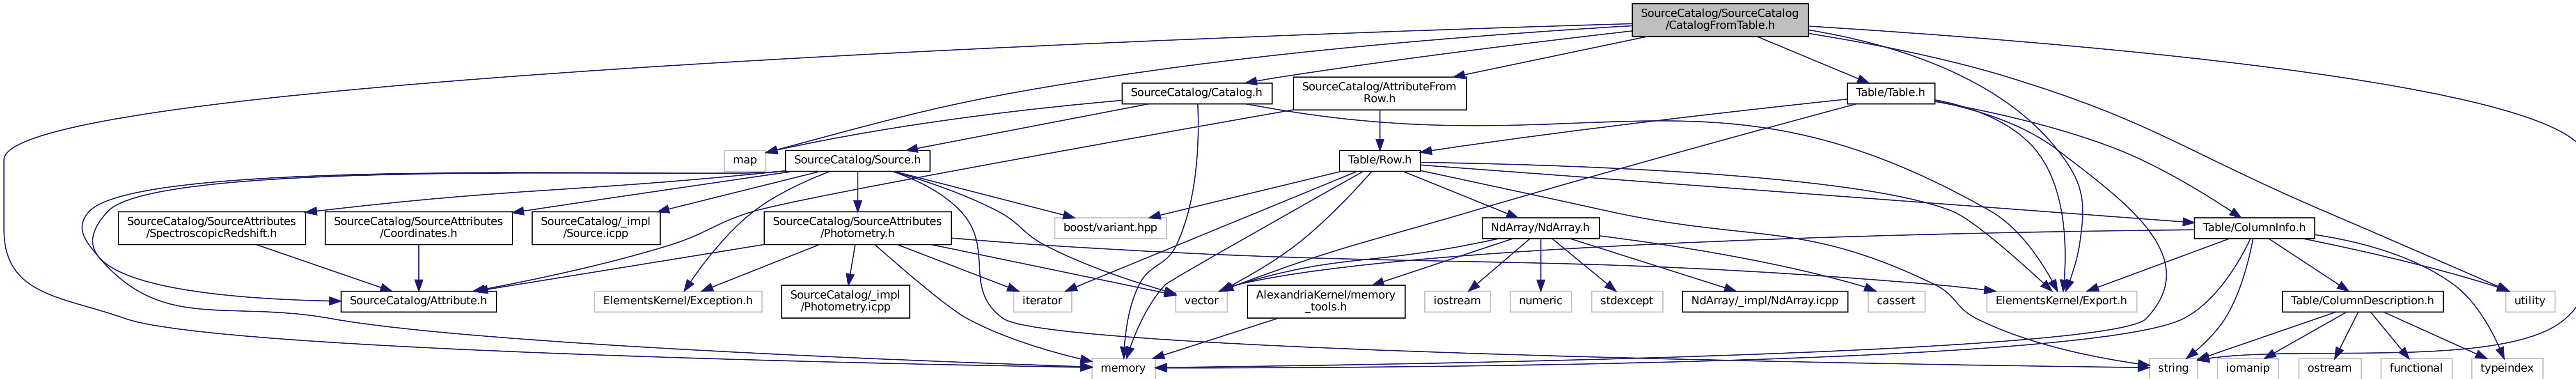 SourceCatalog/SourceCatalog
/CatalogFromTable.h
SourceCatalog/Catalog.h
SourceCatalog/AttributeFrom
Row.h
Table/Table.h
map
SourceCatalog/Source.h
Table/Row.h
SourceCatalog/SourceAttributes
/SpectroscopicRedshift.h
SourceCatalog/SourceAttributes
/Coordinates.h
SourceCatalog/_impl
/Source.icpp
SourceCatalog/SourceAttributes
/Photometry.h
boost/variant.hpp
NdArray/NdArray.h
Table/ColumnInfo.h
SourceCatalog/Attribute.h
ElementsKernel/Exception.h
SourceCatalog/_impl
/Photometry.icpp
iterator
vector
AlexandriaKernel/memory
_tools.h
iostream
numeric
stdexcept
NdArray/_impl/NdArray.icpp
cassert
ElementsKernel/Export.h
Table/ColumnDescription.h
utility
memory
string
iomanip
ostream
functional
typeindex